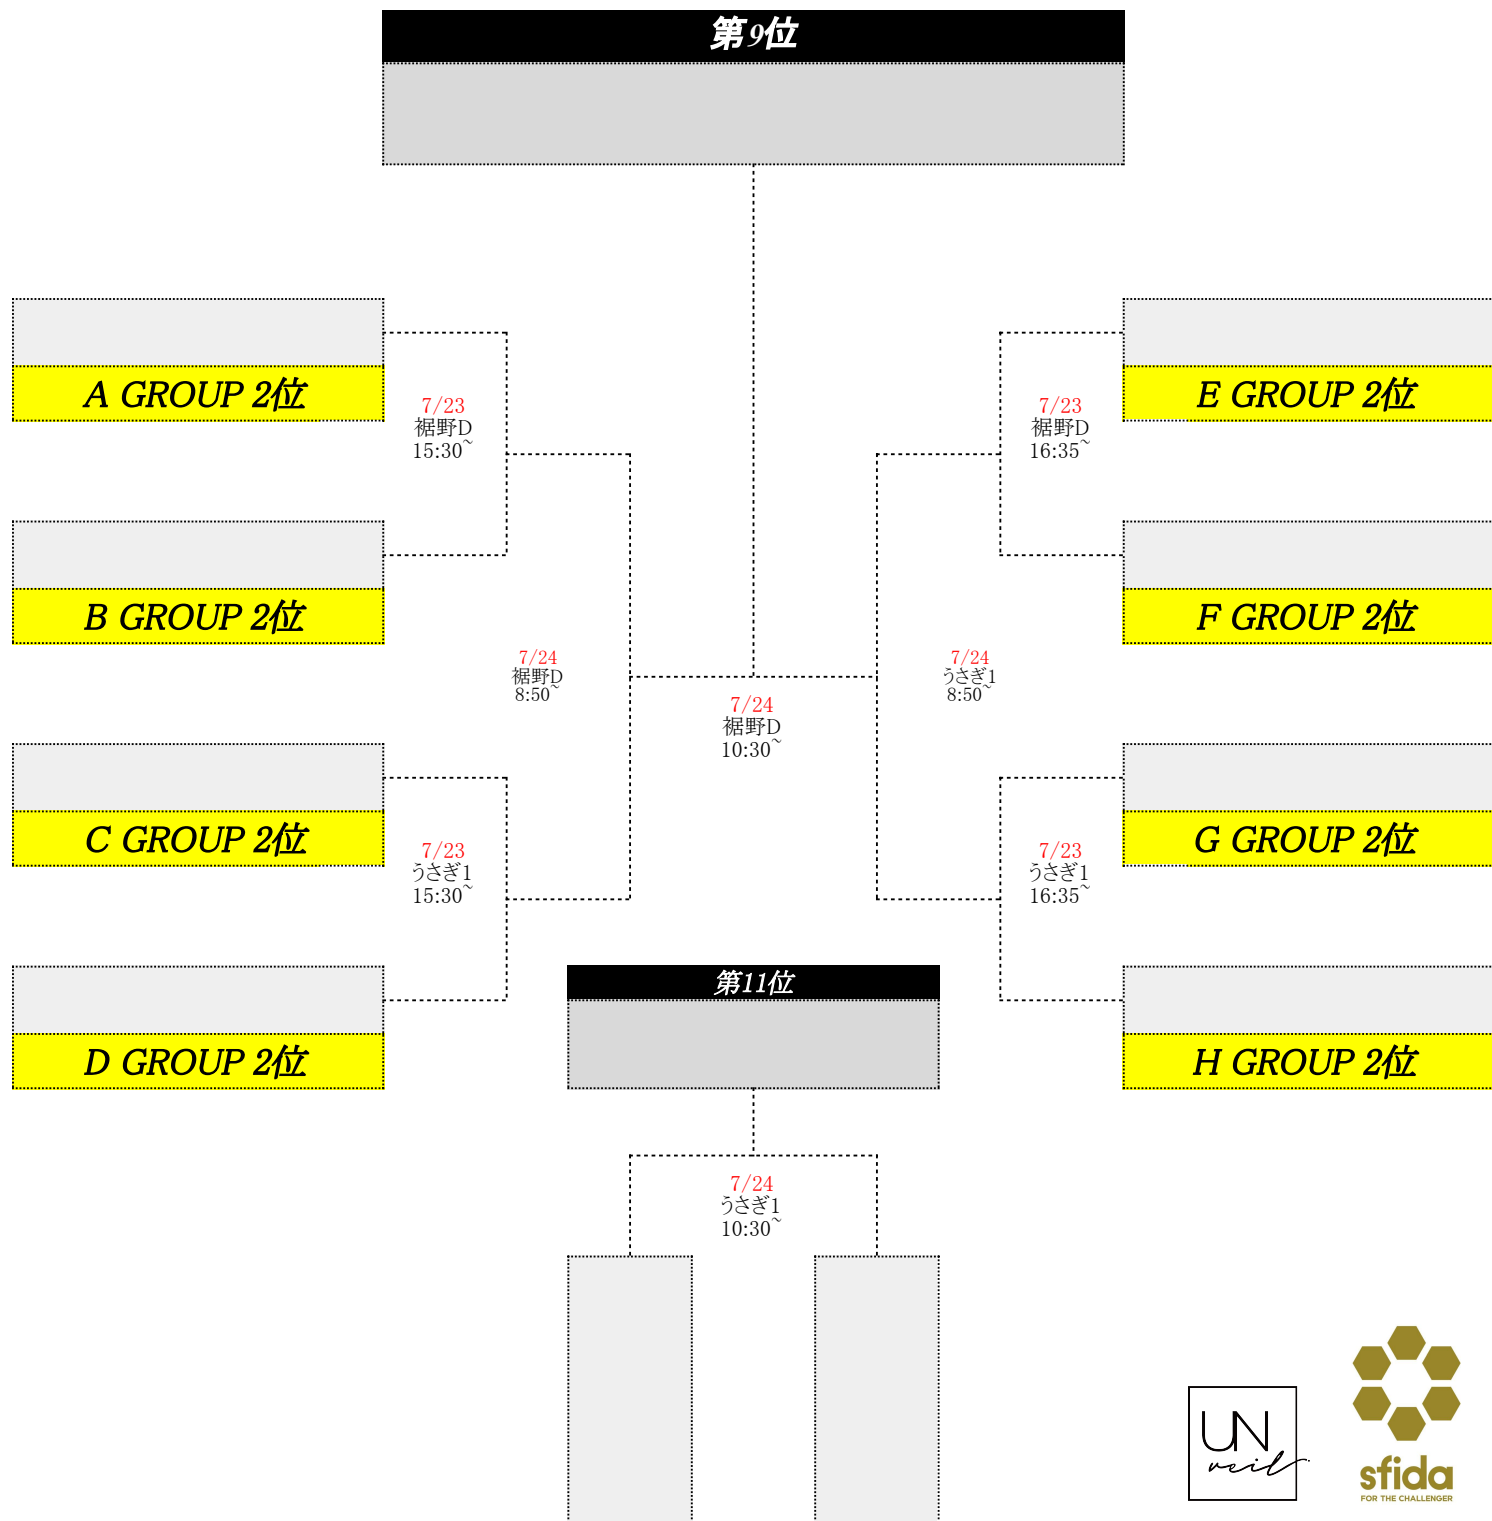 第9位
A GROUP 2位
7/23
裾野D
15:30~
7/23
裾野D
16:35~
E GROUP 2位
B GROUP 2位
F GROUP 2位
7/24
裾野D
8:50~
7/24
うさぎ1
8:50~
7/24
裾野D
10:30~
C GROUP 2位
7/23
うさぎ1
15:30~
7/23
うさぎ1
16:35~
G GROUP 2位
第11位
D GROUP 2位
H GROUP 2位
7/24
うさぎ1
10:30~
UN
veil
sfida
FOR THE CHALLENGER